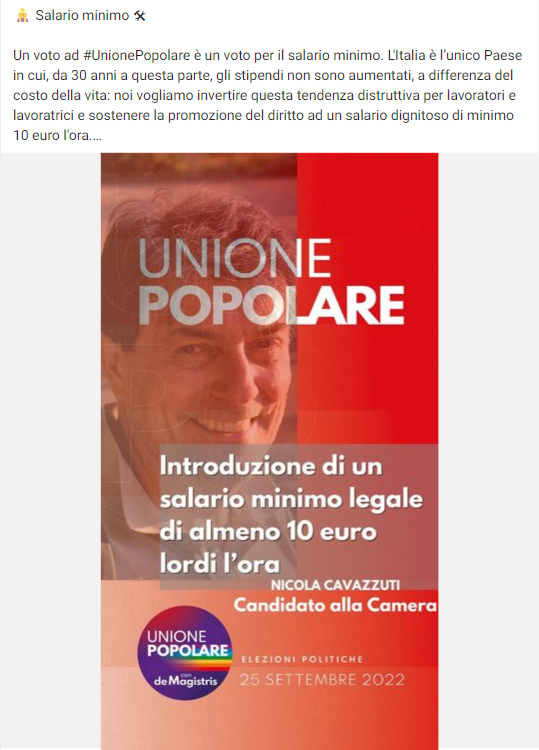 👷 Salario minimo 🛠
Un voto ad #UnionePopolare è un voto per il salario minimo. L'Italia è l'unico Paese
in cui, da 30 anni a questa parte, gli stipendi non sono aumentati, a differenza del
costo della vita: noi vogliamo invertire questa tendenza distruttiva per lavoratori e
lavoratrici e sostenere la promozione del diritto ad un salario dignitoso di minimo
10 euro l'ora....
UNIONE
POPOLARE
Introduzione di un
salario minimo legale
di almeno 10 euro
lordi l'ora
NICOLA CAVAZZUTI
Candidato alla Camera
UNIONE
POPOLARE
con
de Magistris
ELEZIONI POLITICHE
25 SETTEMBRE 2022